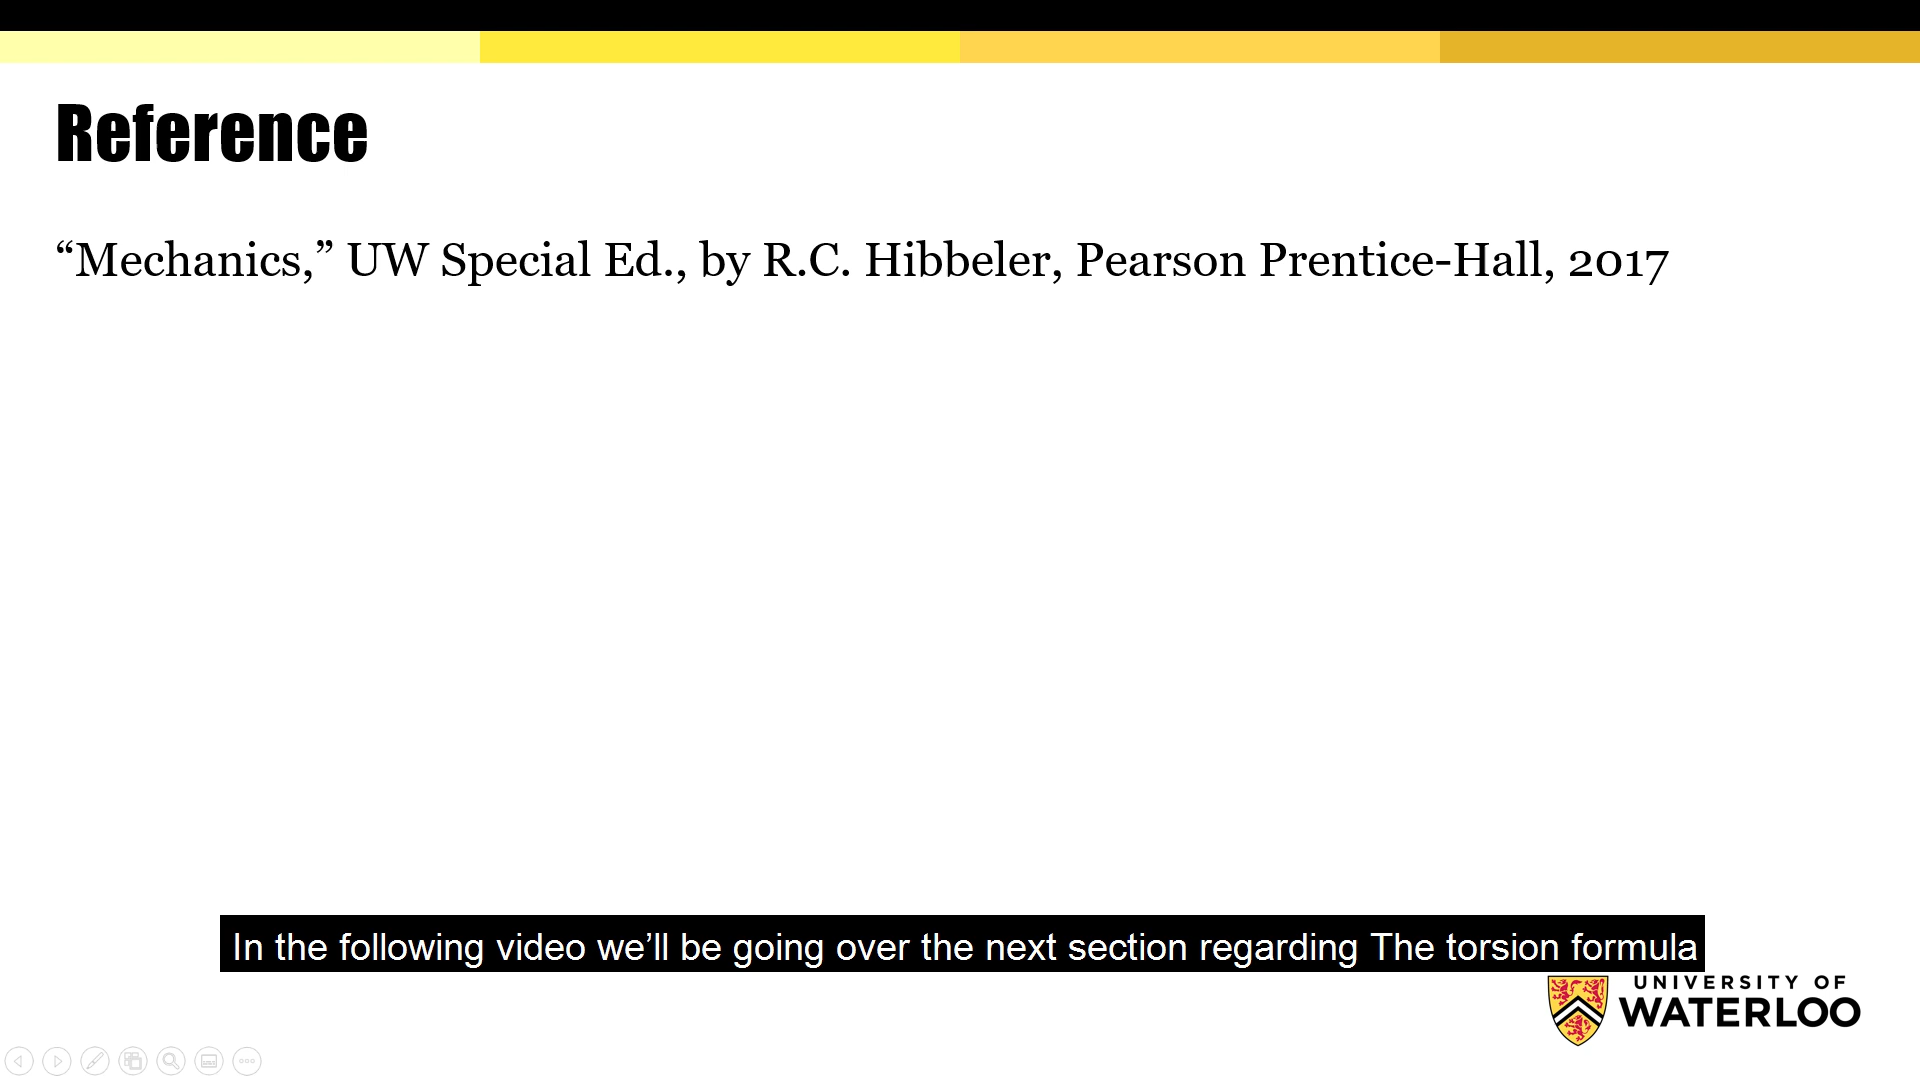 Reference
“Mechanics,” UW Special Ed., by R.C. Hibbeler, Pearson Prentice-Hall, 2017
In the following video we’ll be going over the next section regarding The torsion formula
UNIVERSITY OF
WATERLOO